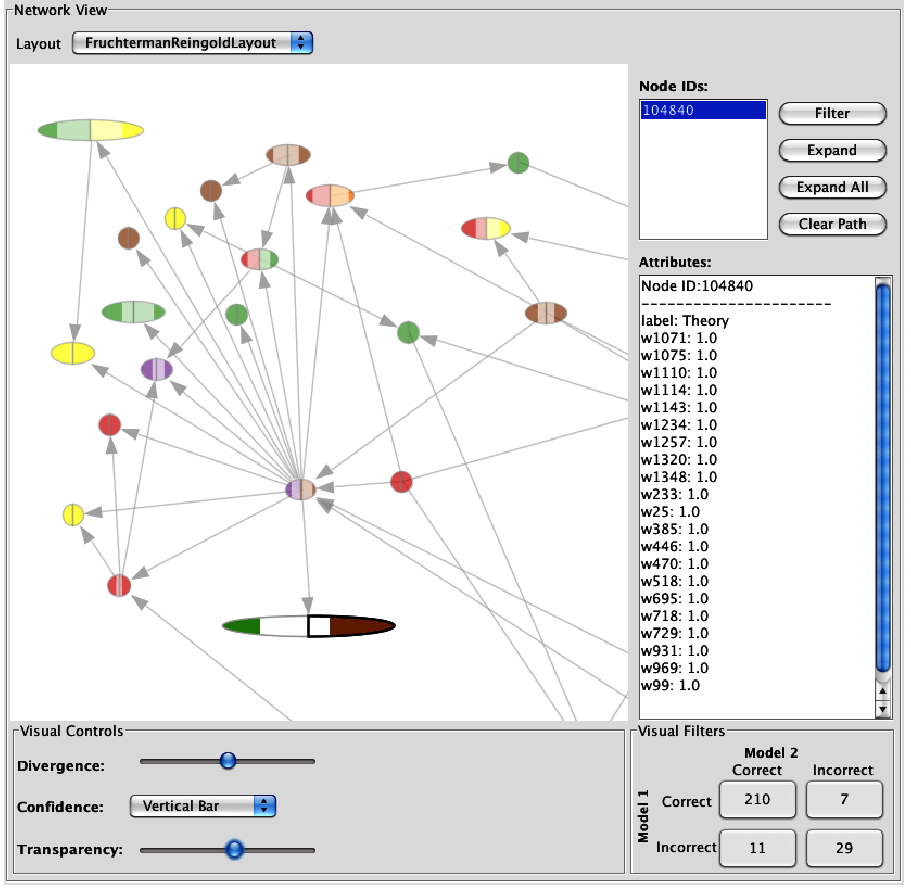 Network View
Layout FruchtermanReingoldLayout
Node IDs:
104840
Filter
Expand
Expand All
Clear Path
Attributes:
Node ID:104840
----------------------
label: Theory
w1071: 1.0
w1075: 1.0
w1110: 1.0
w1114: 1.0
w1143: 1.0
w1234: 1.0
w1257: 1.0
w1320: 1.0
w1348: 1.0
w233: 1.0
w25: 1.0
w385: 1.0
w446: 1.0
w470: 1.0
w518: 1.0
w695: 1.0
w718: 1.0
w729: 1.0
w931: 1.0
w969: 1.0
w99: 1.0
Visual Controls
Divergence:
Confidence: Vertical Bar
Transparency:
Visual Filters
Model 2
Correct Incorrect
Model 1
Correct 210 7
Incorrect 11 29